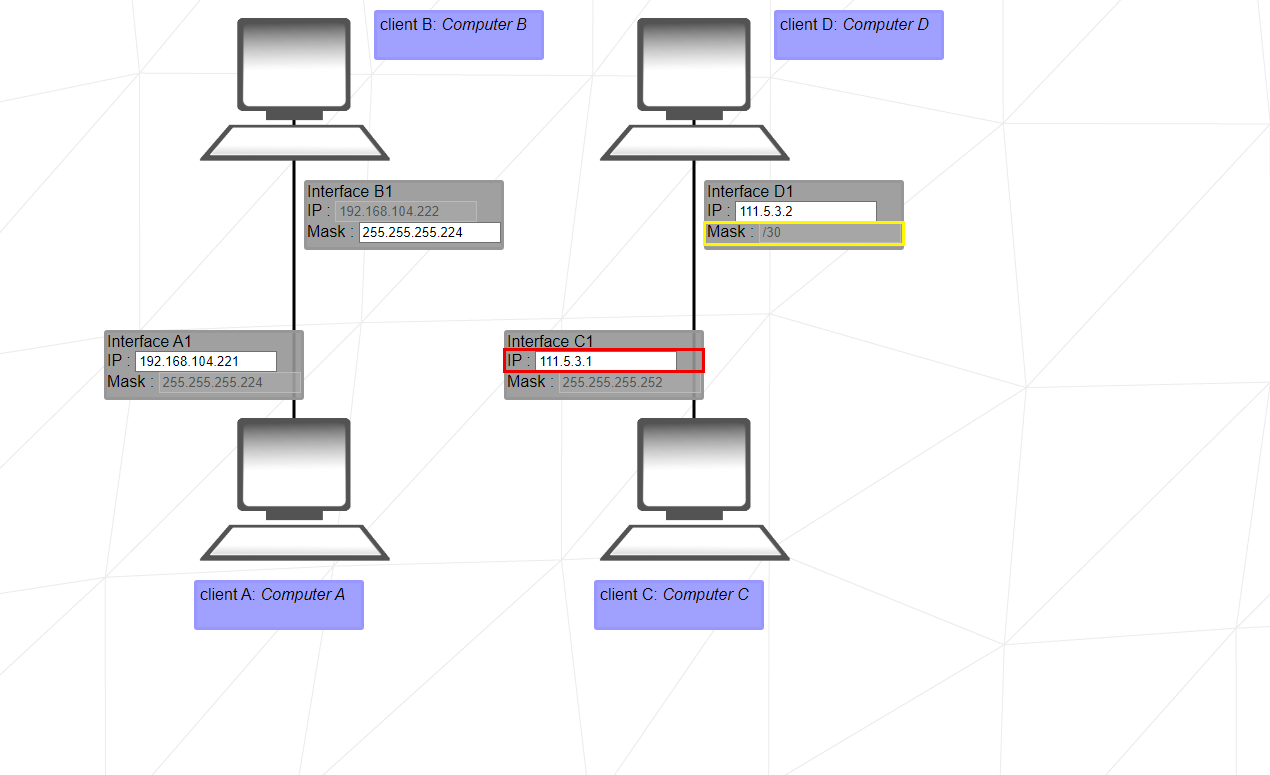 client B: Computer B
client D: Computer D
Interface B1
IP : 192.168.104.222
Mask : 255.255.255.224
Interface D1
IP : 111.5.3.2
Mask : /30
Interface A1
IP : 192.168.104.221
Mask : 255.255.255.224
Interface C1
IP : 111.5.3.1
Mask : 255.255.255.252
client A: Computer A
client C: Computer C